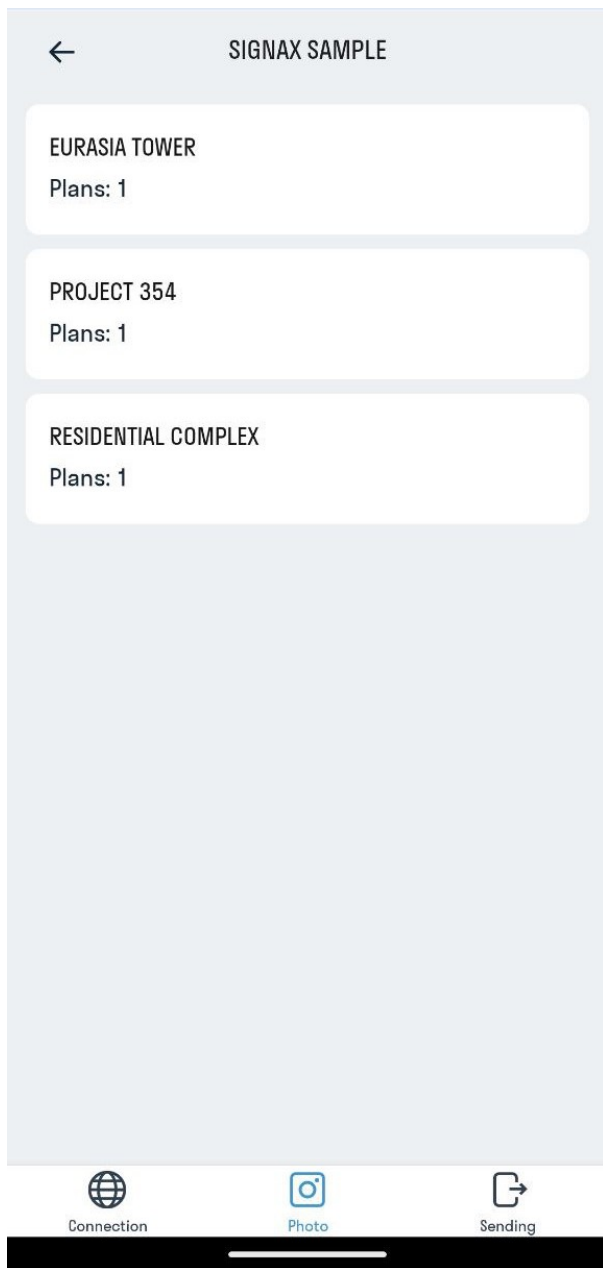 SIGNAX SAMPLE
EURASIA TOWER
Plans: 1
PROJECT 354
Plans: 1
RESIDENTIAL COMPLEX
Plans: 1
Connection
Photo
Sending